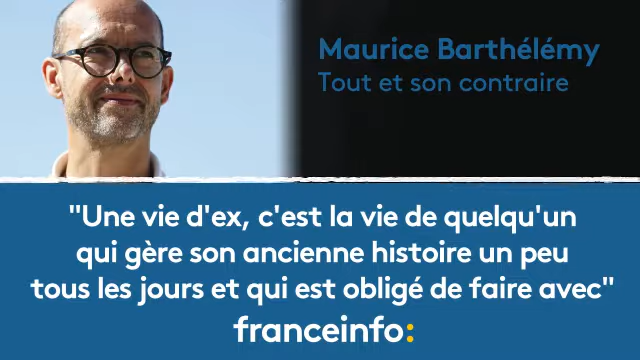 Maurice Barthélémy
Tout et son contraire
"Une vie d'ex, c'est la vie de quelqu'un
qui gère son ancienne histoire un peu
tous les jours et qui est obligé de faire avec"
franceinfo: